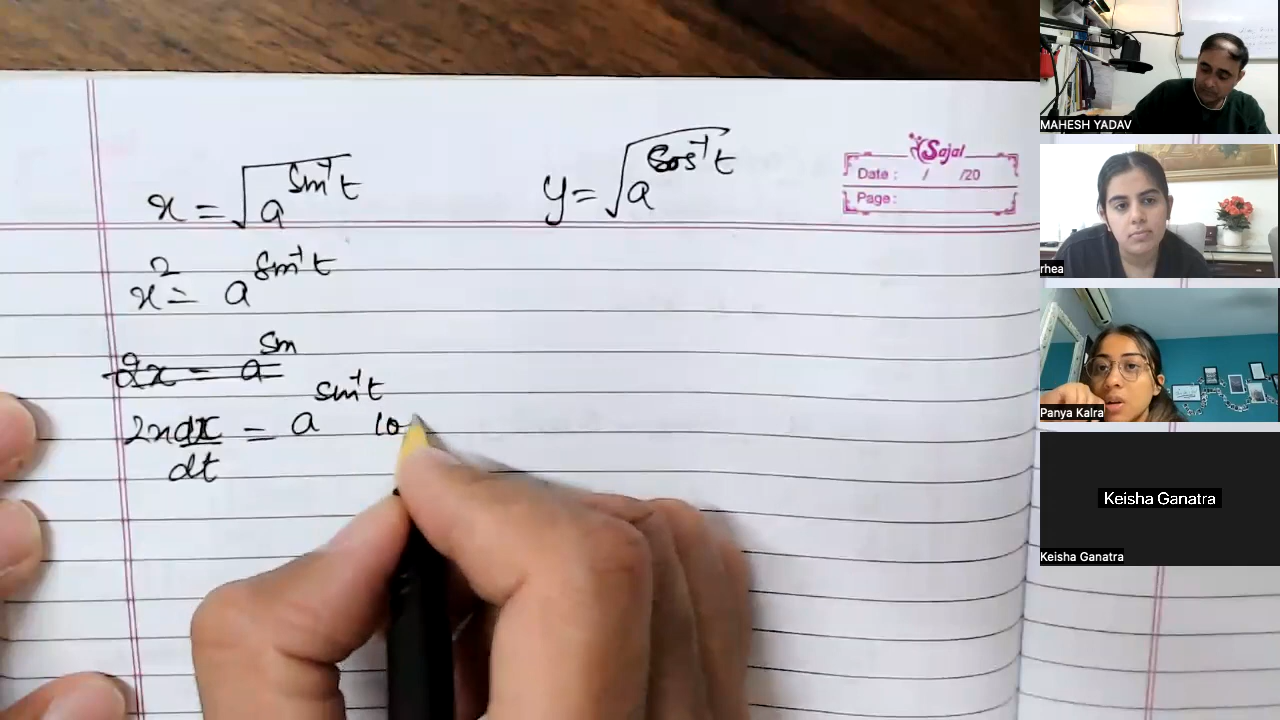 x = √a^sin⁻¹t
y = √a^cos⁻¹t
Sajal
Date : / /20
Page :
x² = a^sin⁻¹t
2x = a^sin
2x dx/dt = a^sin⁻¹t lo
MAHESH YADAV
rhea
Panya Kalra
Keisha Ganatra
Keisha Ganatra